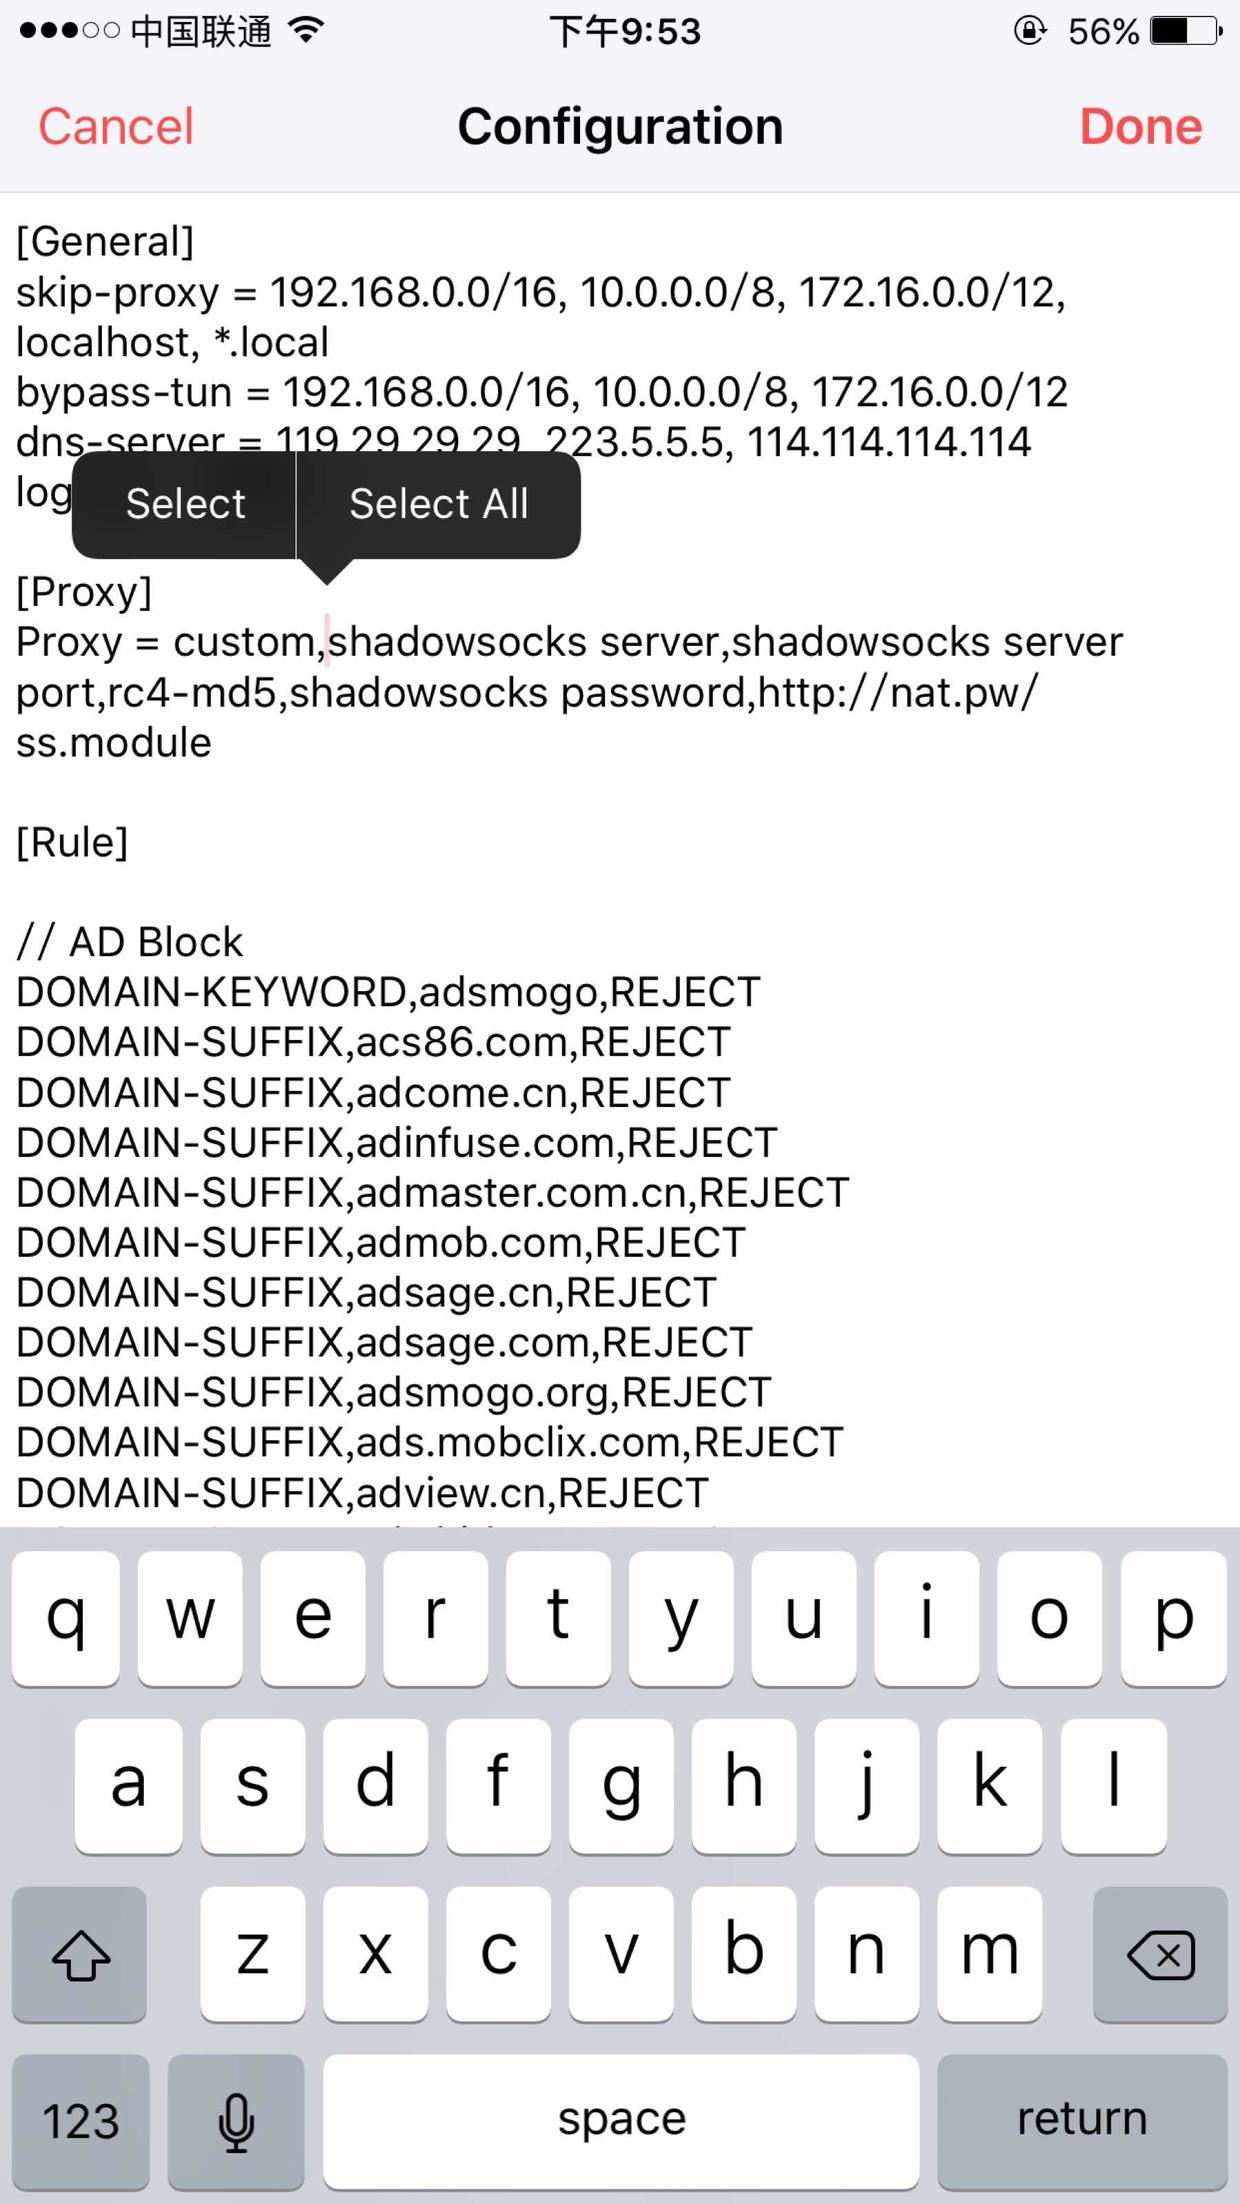 中国联通
下午9:53
56%
Cancel
Configuration
Done
[General]
skip-proxy = 192.168.0.0/16, 10.0.0.0/8, 172.16.0.0/12,
localhost, *.local
bypass-tun = 192.168.0.0/16, 10.0.0.0/8, 172.16.0.0/12
dns-server = 119.29.29.29, 223.5.5.5, 114.114.114.114
log
Select
Select All
[Proxy]
Proxy = custom,shadowsocks server,shadowsocks server
port,rc4-md5,shadowsocks password,http://nat.pw/
ss.module
[Rule]
// AD Block
DOMAIN-KEYWORD,adsmogo,REJECT
DOMAIN-SUFFIX,acs86.com,REJECT
DOMAIN-SUFFIX,adcome.cn,REJECT
DOMAIN-SUFFIX,adinfuse.com,REJECT
DOMAIN-SUFFIX,admaster.com.cn,REJECT
DOMAIN-SUFFIX,admob.com,REJECT
DOMAIN-SUFFIX,adsage.cn,REJECT
DOMAIN-SUFFIX,adsage.com,REJECT
DOMAIN-SUFFIX,adsmogo.org,REJECT
DOMAIN-SUFFIX,ads.mobclix.com,REJECT
DOMAIN-SUFFIX,adview.cn,REJECT
q w e r t y u i o p
a s d f g h j k l
z x c v b n m
123
space
return